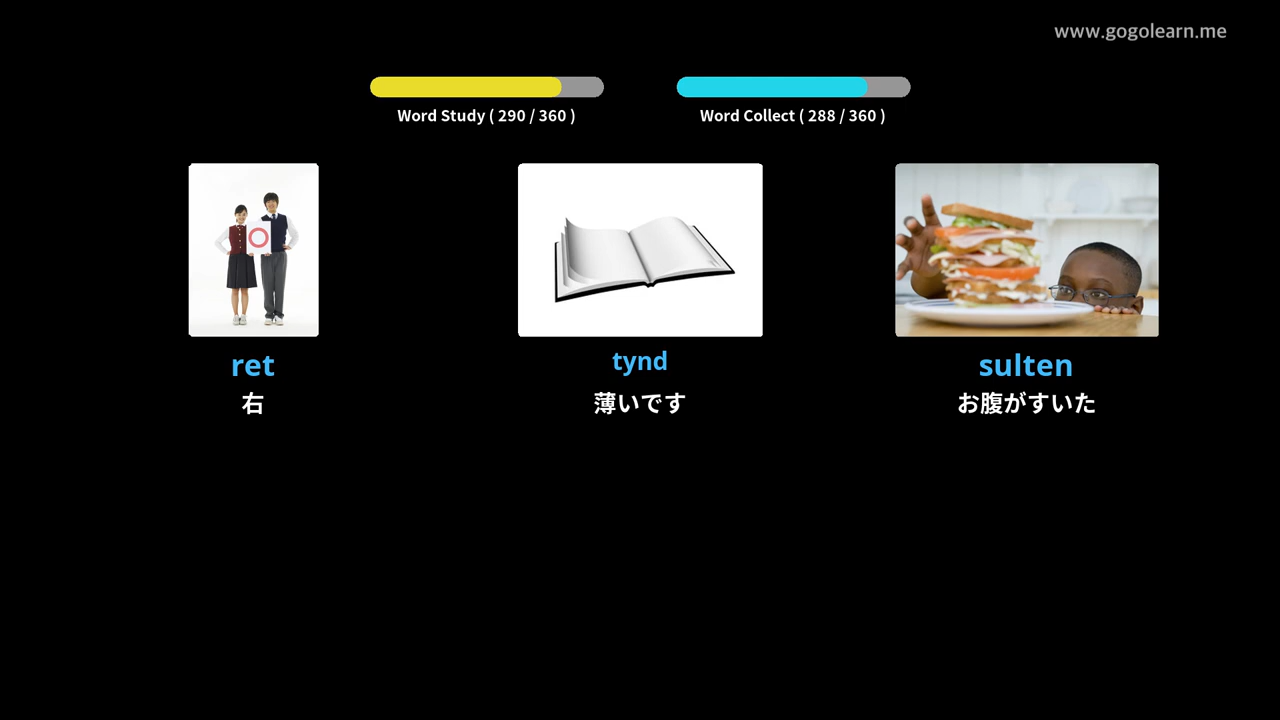 www.gogolearn.me
Word Study ( 290 / 360 )
Word Collect ( 288 / 360 )
ret
tynd
sulten
右
薄いです
お腹がすいた